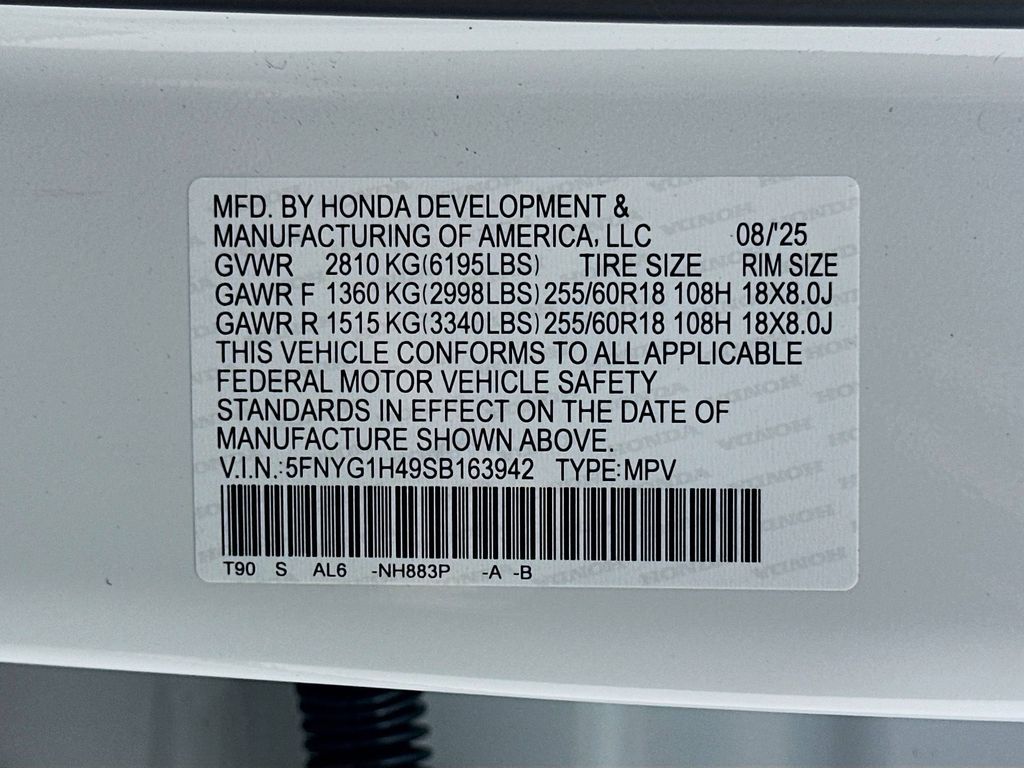 MFD. BY HONDA DEVELOPMENT &
MANUFACTURING OF AMERICA, LLC 08/'25
GVWR 2810 KG(6195LBS) TIRE SIZE RIM SIZE
GAWR F 1360 KG(2998LBS) 255/60R18 108H 18X8.0J
GAWR R 1515 KG(3340LBS) 255/60R18 108H 18X8.0J
THIS VEHICLE CONFORMS TO ALL APPLICABLE
FEDERAL MOTOR VEHICLE SAFETY
STANDARDS IN EFFECT ON THE DATE OF
MANUFACTURE SHOWN ABOVE.
V.I.N.:5FNYG1H49SB163942 TYPE:MPV
T90 S AL6 -NH883P -A -B